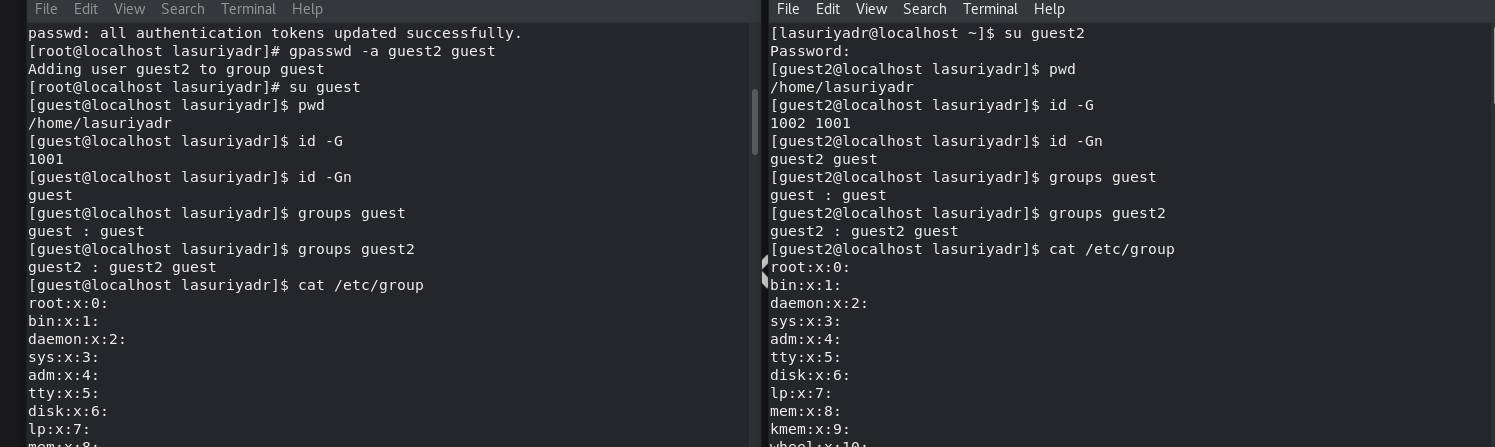 File Edit View Search Terminal Help
passwd: all authentication tokens updated successfully.
[root@localhost lasuriyadr]# gpasswd -a guest2 guest
Adding user guest2 to group guest
[root@localhost lasuriyadr]# su guest
[guest@localhost lasuriyadr]$ pwd
/home/lasuriyadr
[guest@localhost lasuriyadr]$ id -G
1001
[guest@localhost lasuriyadr]$ id -Gn
guest
[guest@localhost lasuriyadr]$ groups guest
guest : guest
[guest@localhost lasuriyadr]$ groups guest2
guest2 : guest2 guest
[guest@localhost lasuriyadr]$ cat /etc/group
root:x:0:
bin:x:1:
daemon:x:2:
sys:x:3:
adm:x:4:
tty:x:5:
disk:x:6:
lp:x:7:
mem:x:8:
File Edit View Search Terminal Help
[lasuriyadr@localhost ~]$ su guest2
Password:
[guest2@localhost lasuriyadr]$ pwd
/home/lasuriyadr
[guest2@localhost lasuriyadr]$ id -G
1002 1001
[guest2@localhost lasuriyadr]$ id -Gn
guest2 guest
[guest2@localhost lasuriyadr]$ groups guest
guest : guest
[guest2@localhost lasuriyadr]$ groups guest2
guest2 : guest2 guest
[guest2@localhost lasuriyadr]$ cat /etc/group
root:x:0:
bin:x:1:
daemon:x:2:
sys:x:3:
adm:x:4:
tty:x:5:
disk:x:6:
lp:x:7:
mem:x:8:
kmem:x:9:
wheel:x:10: